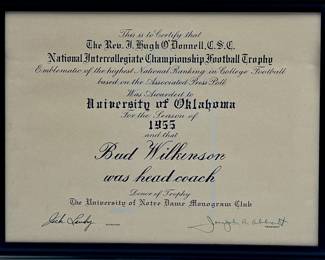 This is to Certify that
The Rev. J. Hugh O'Donnell, C.S.C.
National Intercollegiate Championship Football Trophy
Emblematic of the highest National Ranking in College Football
based on the Associated Press Poll
Was Awarded to
University of Oklahoma
For the Season of
1955
and that
Bud Wilkinson
was head coach
Donor of Trophy
The University of Notre Dame Monogram Club
Joseph A. Abbott